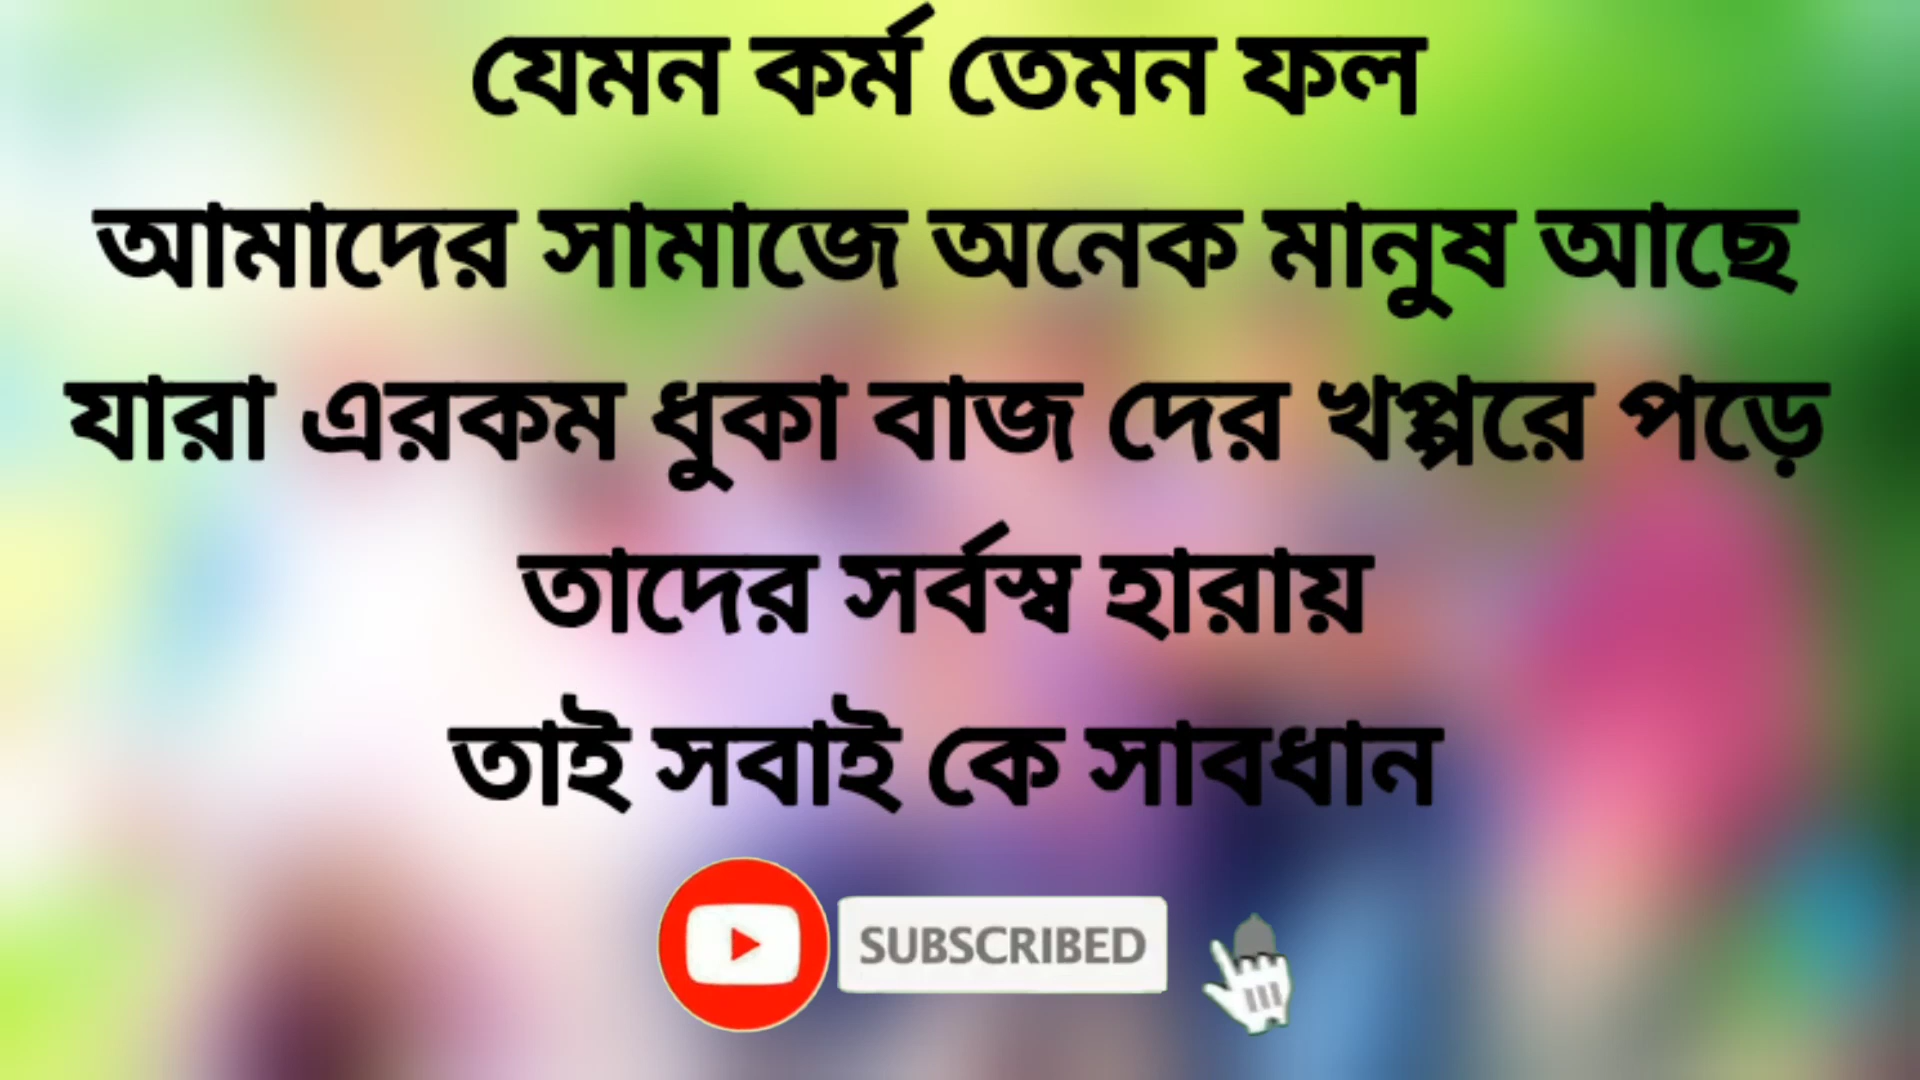 যেমন কর্ম তেমন ফল
আমাদের সামাজে অনেক মানুষ আছে
যারা এরকম ধুকা বাজ দের খপ্পরে পড়ে
তাদের সর্বস্ব হারায়
তাই সবাই কে সাবধান
SUBSCRIBED